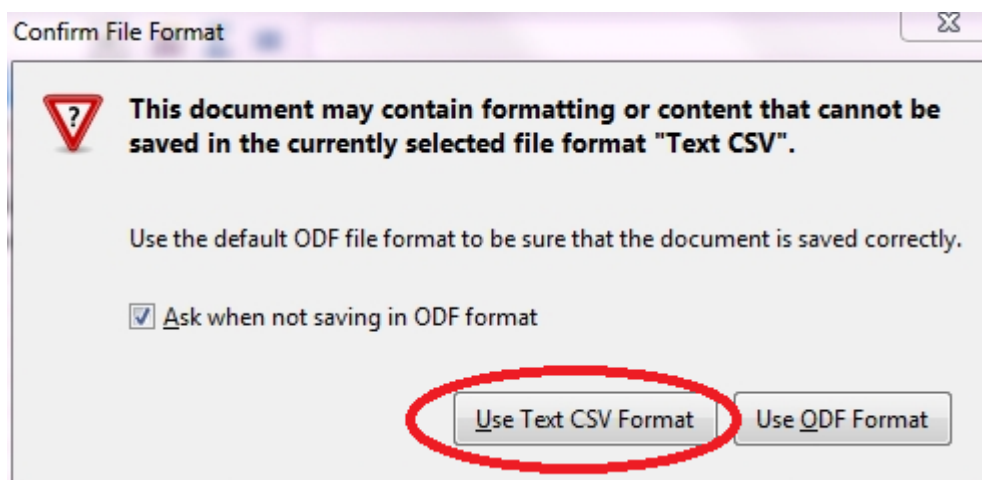 Confirm File Format
This document may contain formatting or content that cannot be
saved in the currently selected file format "Text CSV".
Use the default ODF file format to be sure that the document is saved correctly.
Ask when not saving in ODF format
Use Text CSV Format
Use ODF Format